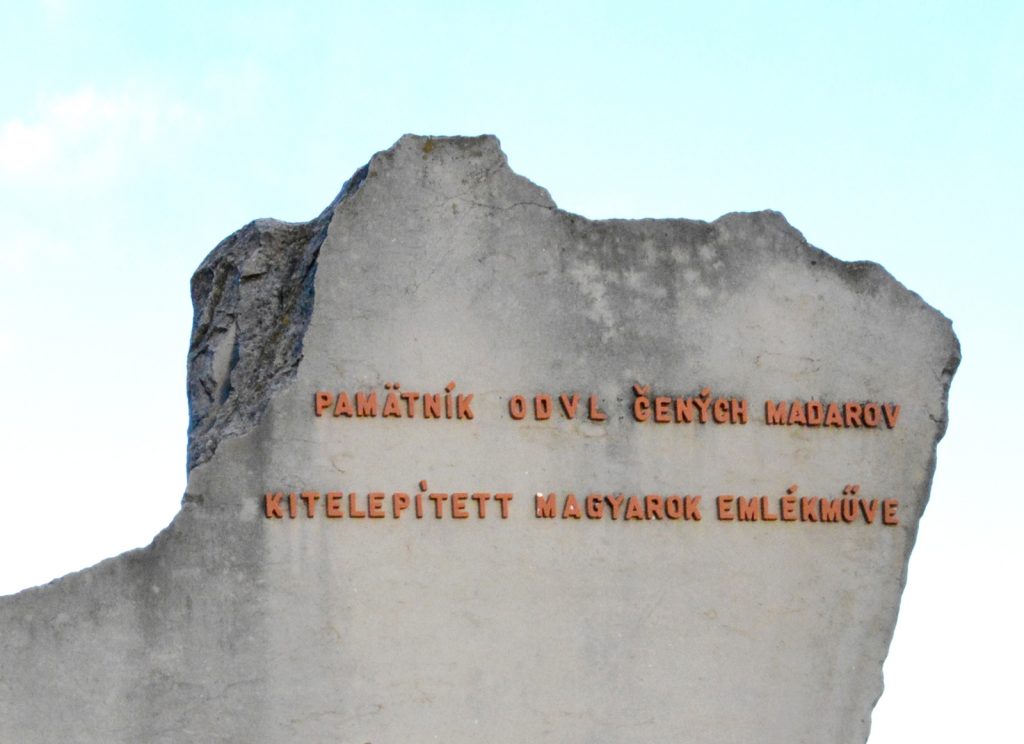 PAMÄTNÍK ODVL ČENÝCH MADAROV
KITELEPÍTETT MAGYAROK EMLÉKMŰVE